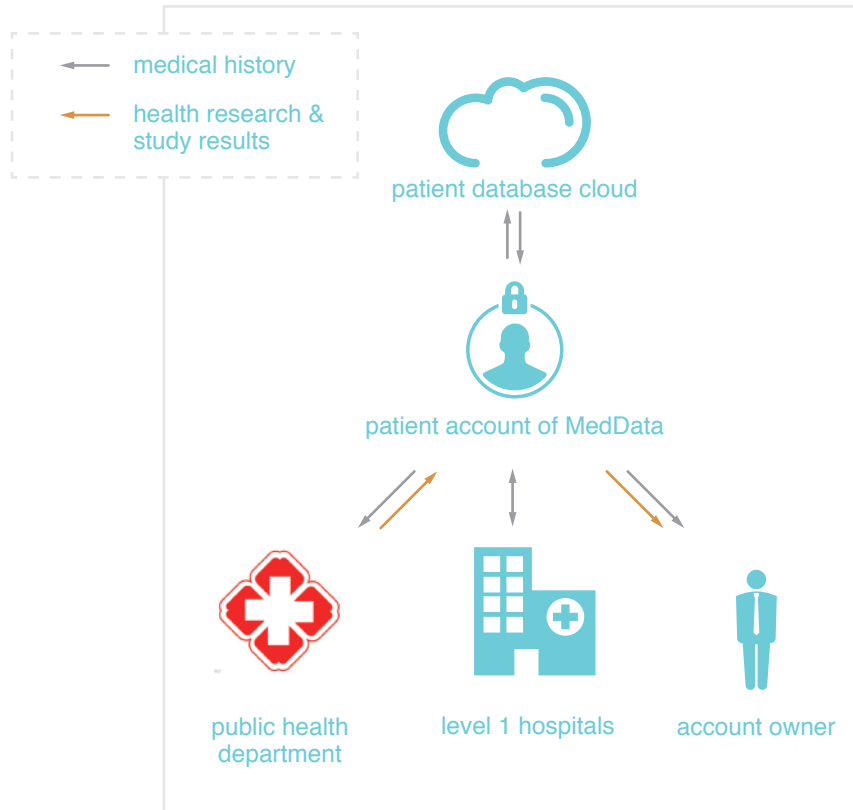 medical history
health research &
study results
patient database cloud
patient account of MedData
public health
department
level 1 hospitals
account owner